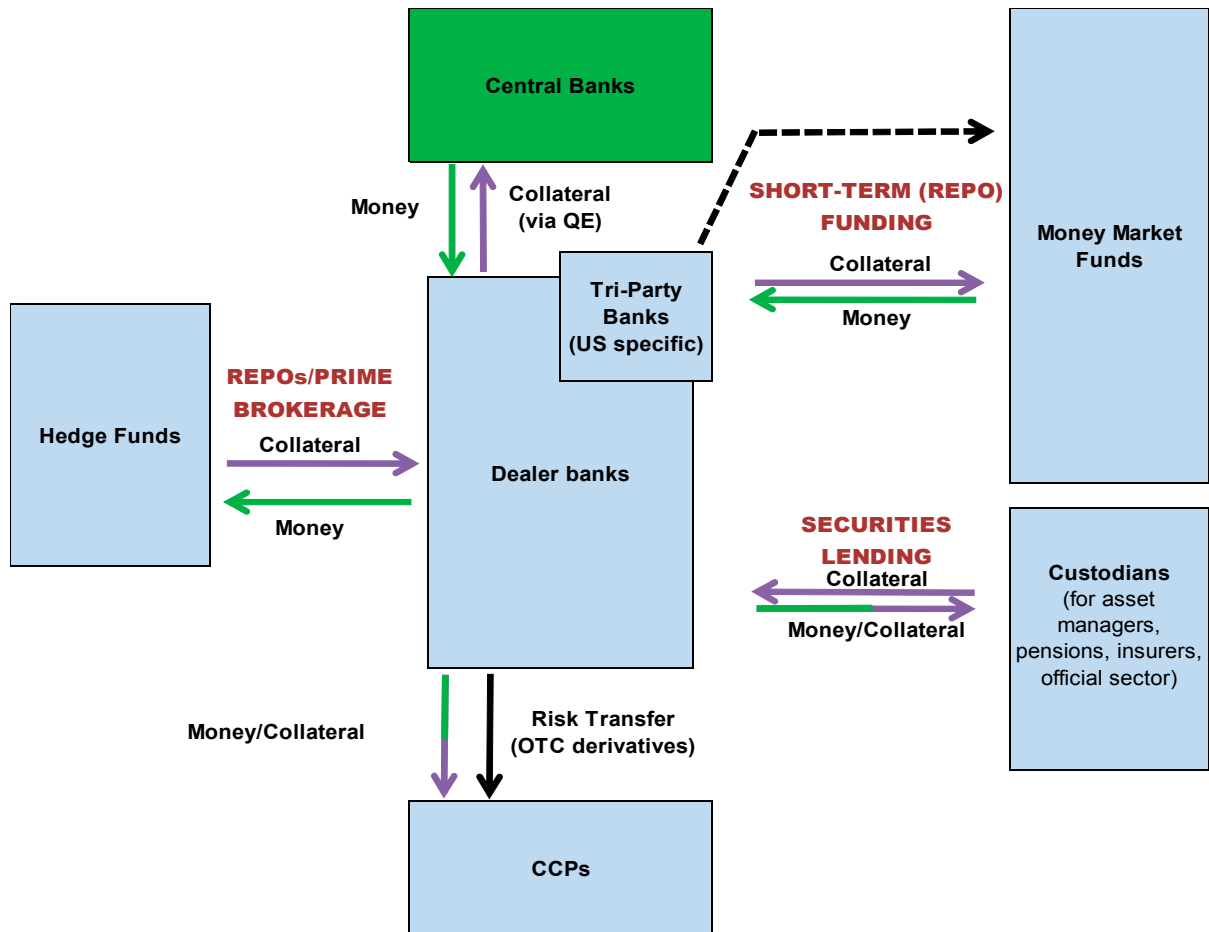 Central Banks
Money
Collateral
(via QE)
SHORT-TERM (REPO)
FUNDING
Collateral
Money
Money Market
Funds
Tri-Party
Banks
(US specific)
Hedge Funds
REPOs/PRIME
BROKERAGE
Collateral
Money
Dealer banks
SECURITIES
LENDING
Collateral
Money/Collateral
Custodians
(for asset
managers,
pensions, insurers,
official sector)
Money/Collateral
Risk Transfer
(OTC derivatives)
CCPs